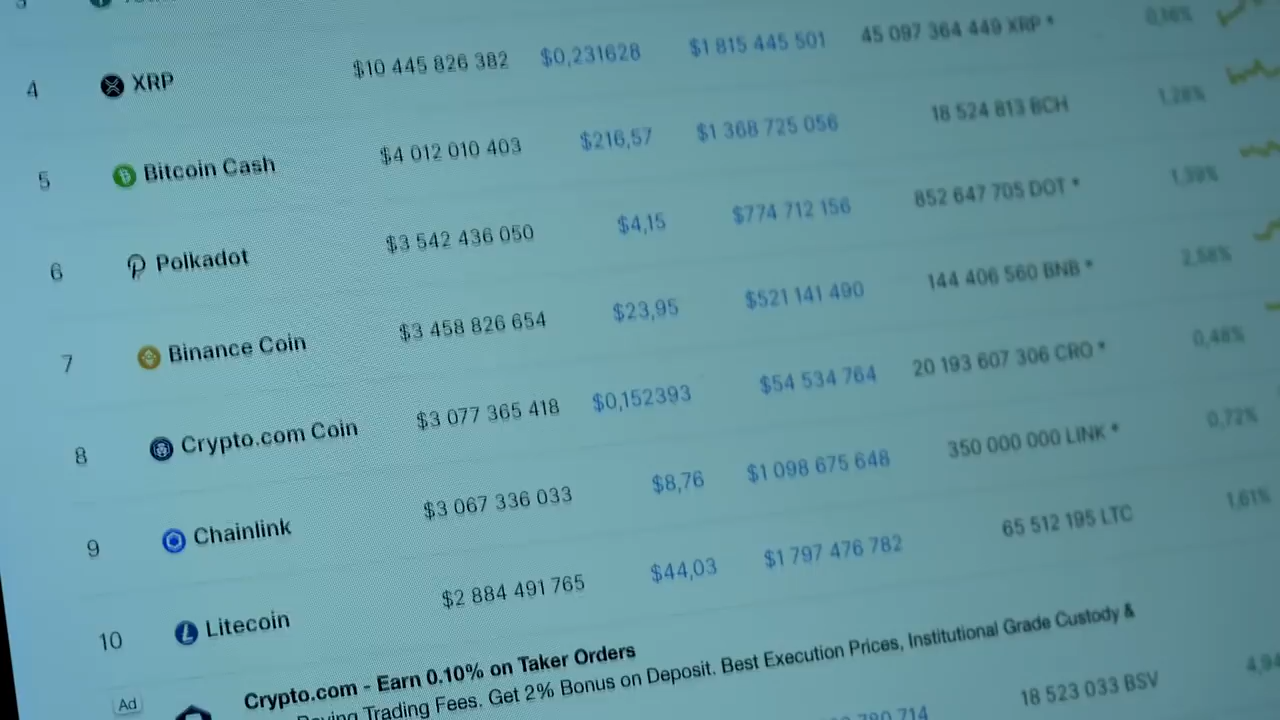 4 XRP $10 445 826 382 $0,231628 $1 815 445 501 45 097 364 449 XRP * 0,16%
5 Bitcoin Cash $4 012 010 403 $216,57 $1 368 725 056 18 524 813 BCH 1,28%
6 Polkadot $3 542 436 050 $4,15 $774 712 156 852 647 705 DOT * 1,39%
7 Binance Coin $3 458 826 654 $23,95 $521 141 490 144 406 560 BNB * 2,58%
8 Crypto.com Coin $3 077 365 418 $0,152393 $54 534 764 20 193 607 306 CRO * 0,48%
9 Chainlink $3 067 336 033 $8,76 $1 098 675 648 350 000 000 LINK * 0,72%
10 Litecoin $2 884 491 765 $44,03 $1 797 476 782 65 512 195 LTC 1,61%
Ad Crypto.com - Earn 0.10% on Taker Orders
Trading Fees. Get 2% Bonus on Deposit. Best Execution Prices, Institutional Grade Custody &
18 523 033 BSV